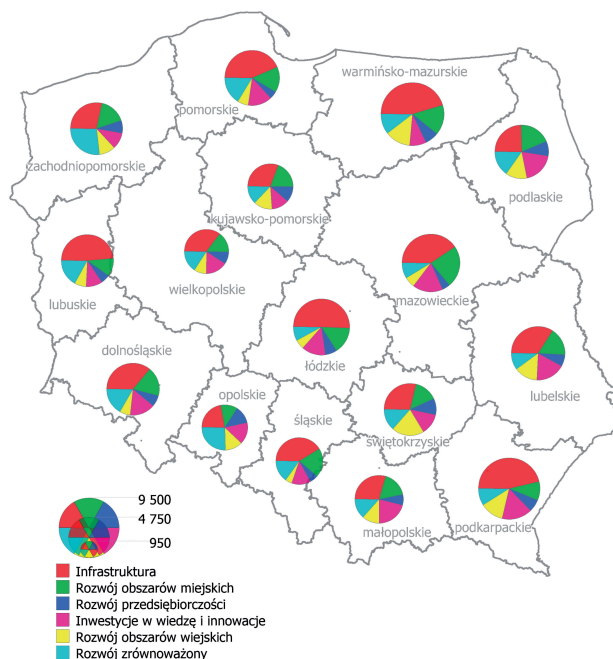 warmińsko-mazurskie
pomorskie
zachodniopomorskie
podlaskie
kujawsko-pomorskie
wielkopolskie
mazowieckie
lubuskie
dolnośląskie
łódzkie
lubelskie
opolskie
śląskie
świętokrzyskie
małopolskie
podkarpackie
9 500
4 750
950
Infrastruktura
Rozwój obszarów miejskich
Rozwój przedsiębiorczości
Inwestycje w wiedzę i innowacje
Rozwój obszarów wiejskich
Rozwój zrównoważony